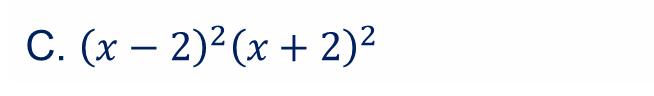 C. (𝑥 − 2)²(𝑥 + 2)²